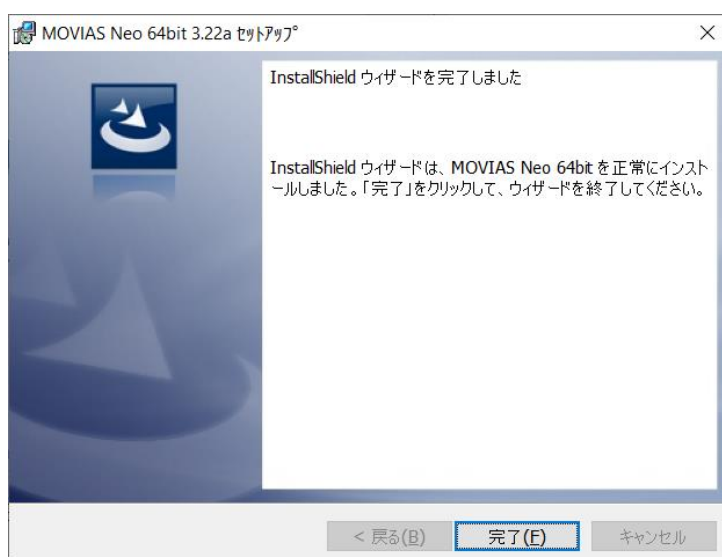 MOVIAS Neo 64bit 3.22a ｾｯﾄｱｯﾌﾟ
InstallShield ウィザードを完了しました
InstallShield ウィザードは、MOVIAS Neo 64bit を正常にインスト
ールしました。「完了」をクリックして、ウィザードを終了してください。
< 戻る(B)
完了(F)
キャンセル